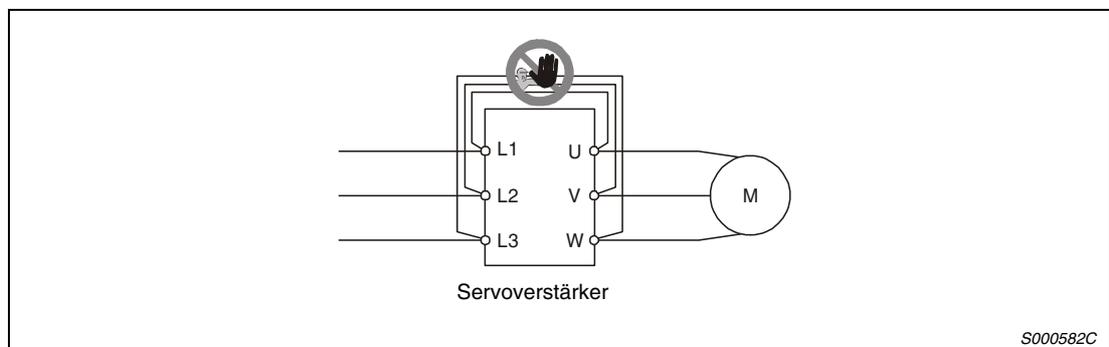 L1 U
L2 V M
L3 W
Servoverstärker
S000582C